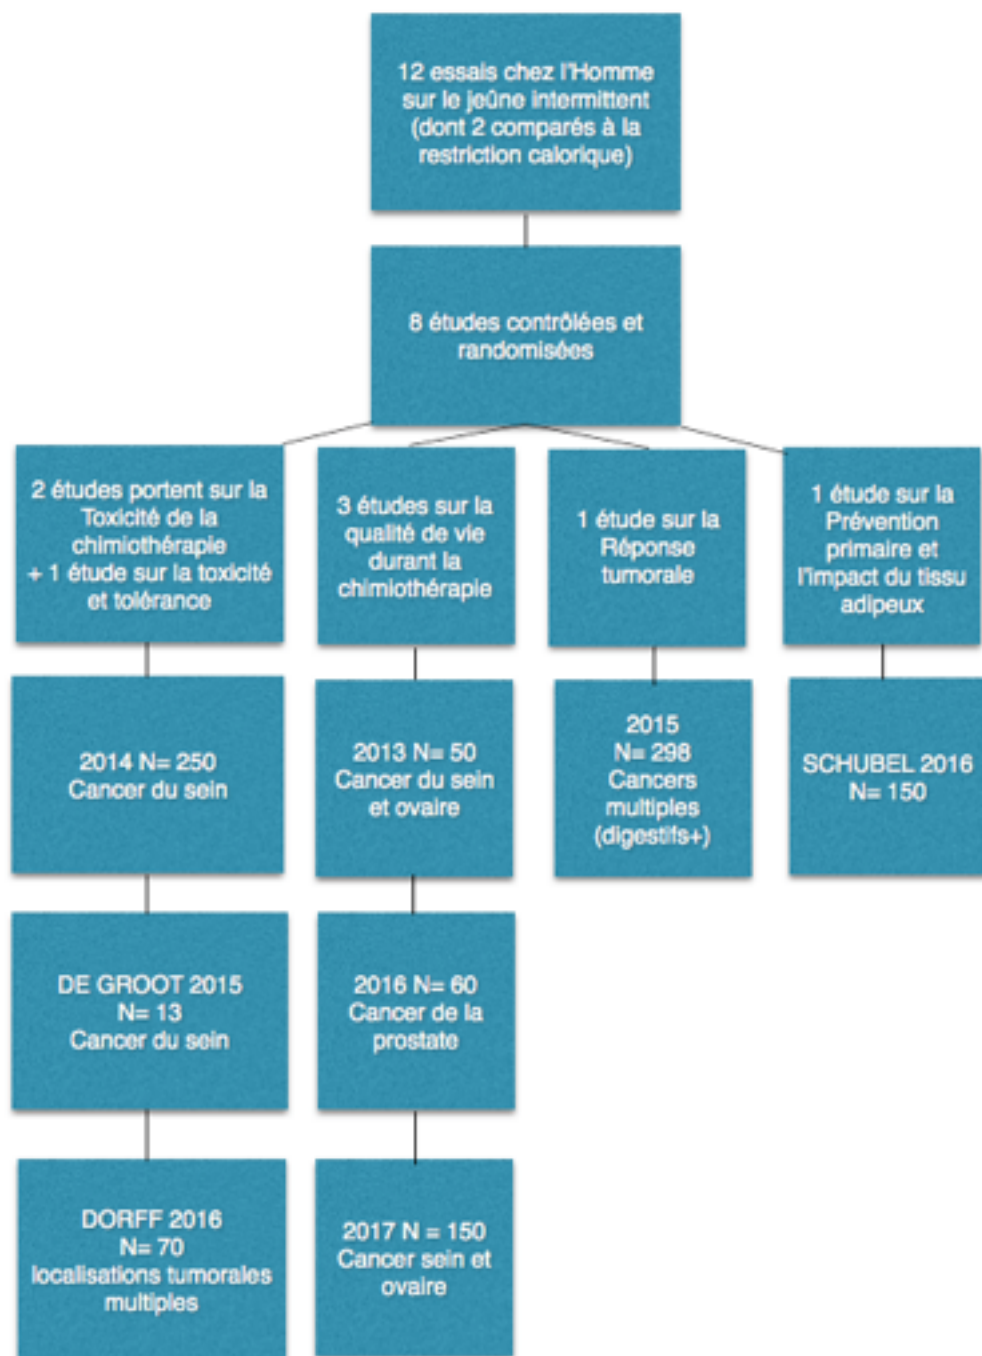 12 essais chez l'Homme
sur le jeûne intermittent
(dont 2 comparés à la
restriction calorique)
8 études contrôlées et
randomisées
2 études portent sur la
Toxicité de la
chimiothérapie
+ 1 étude sur la toxicité
et tolérance
3 études sur la
qualité de vie
durant la
chimiothérapie
1 étude sur la
Réponse
tumorale
1 étude sur la
Prévention
primaire et
l'impact du tissu
adipeux
2014 N= 250
Cancer du sein
2013 N= 50
Cancer du sein
et ovaire
2015
N= 298
Cancers
multiples
(digestifs+)
SCHUBEL 2016
N= 150
DE GROOT 2015
N= 13
Cancer du sein
2016 N= 60
Cancer de la
prostate
DORFF 2016
N= 70
localisations tumorales
multiples
2017 N = 150
Cancer sein et
ovaire